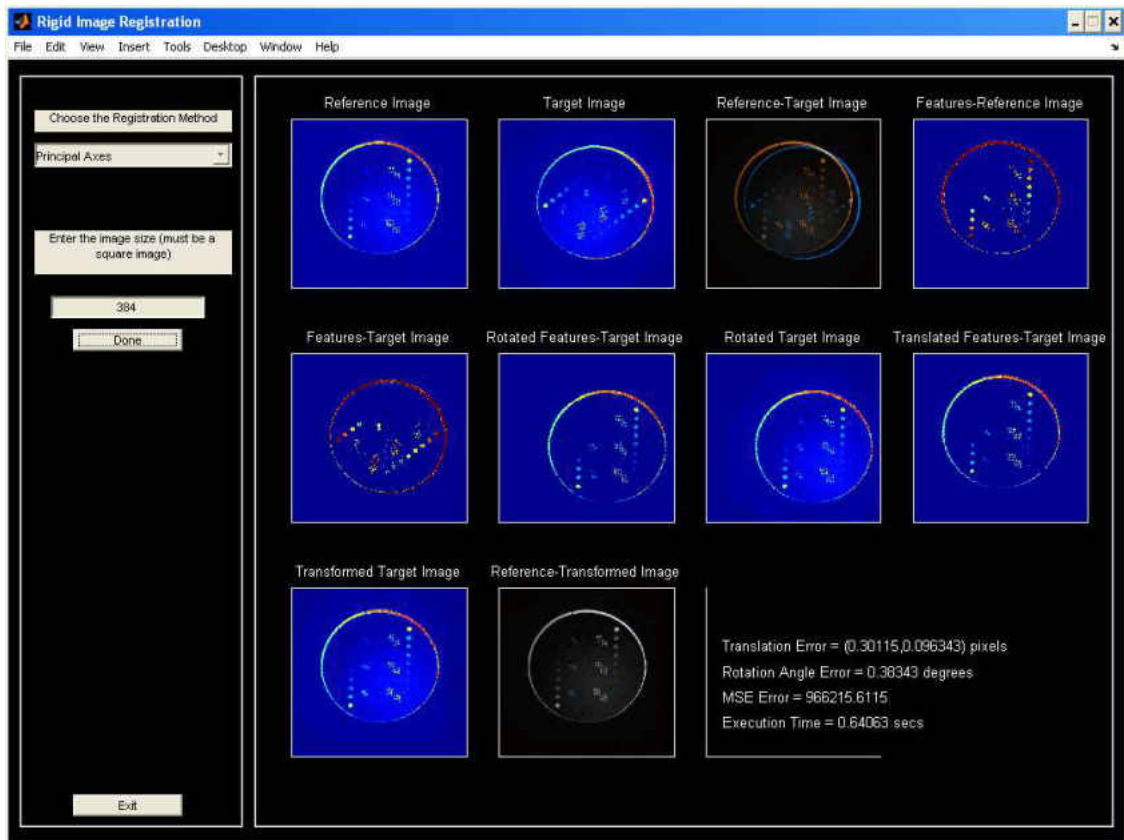 Rigid Image Registration
File Edit View Insert Tools Desktop Window Help
Choose the Registration Method
Principal Axes
Enter the image size (must be a
square image)
384
Done
Exit
Reference Image Target Image Reference-Target Image Features-Reference Image
Features-Target Image Rotated Features-Target Image Rotated Target Image Translated Features-Target Image
Transformed Target Image Reference-Transformed Image
Translation Error = (0.30115,0.096343) pixels
Rotation Angle Error = 0.38343 degrees
MSE Error = 966215.6115
Execution Time = 0.64063 secs